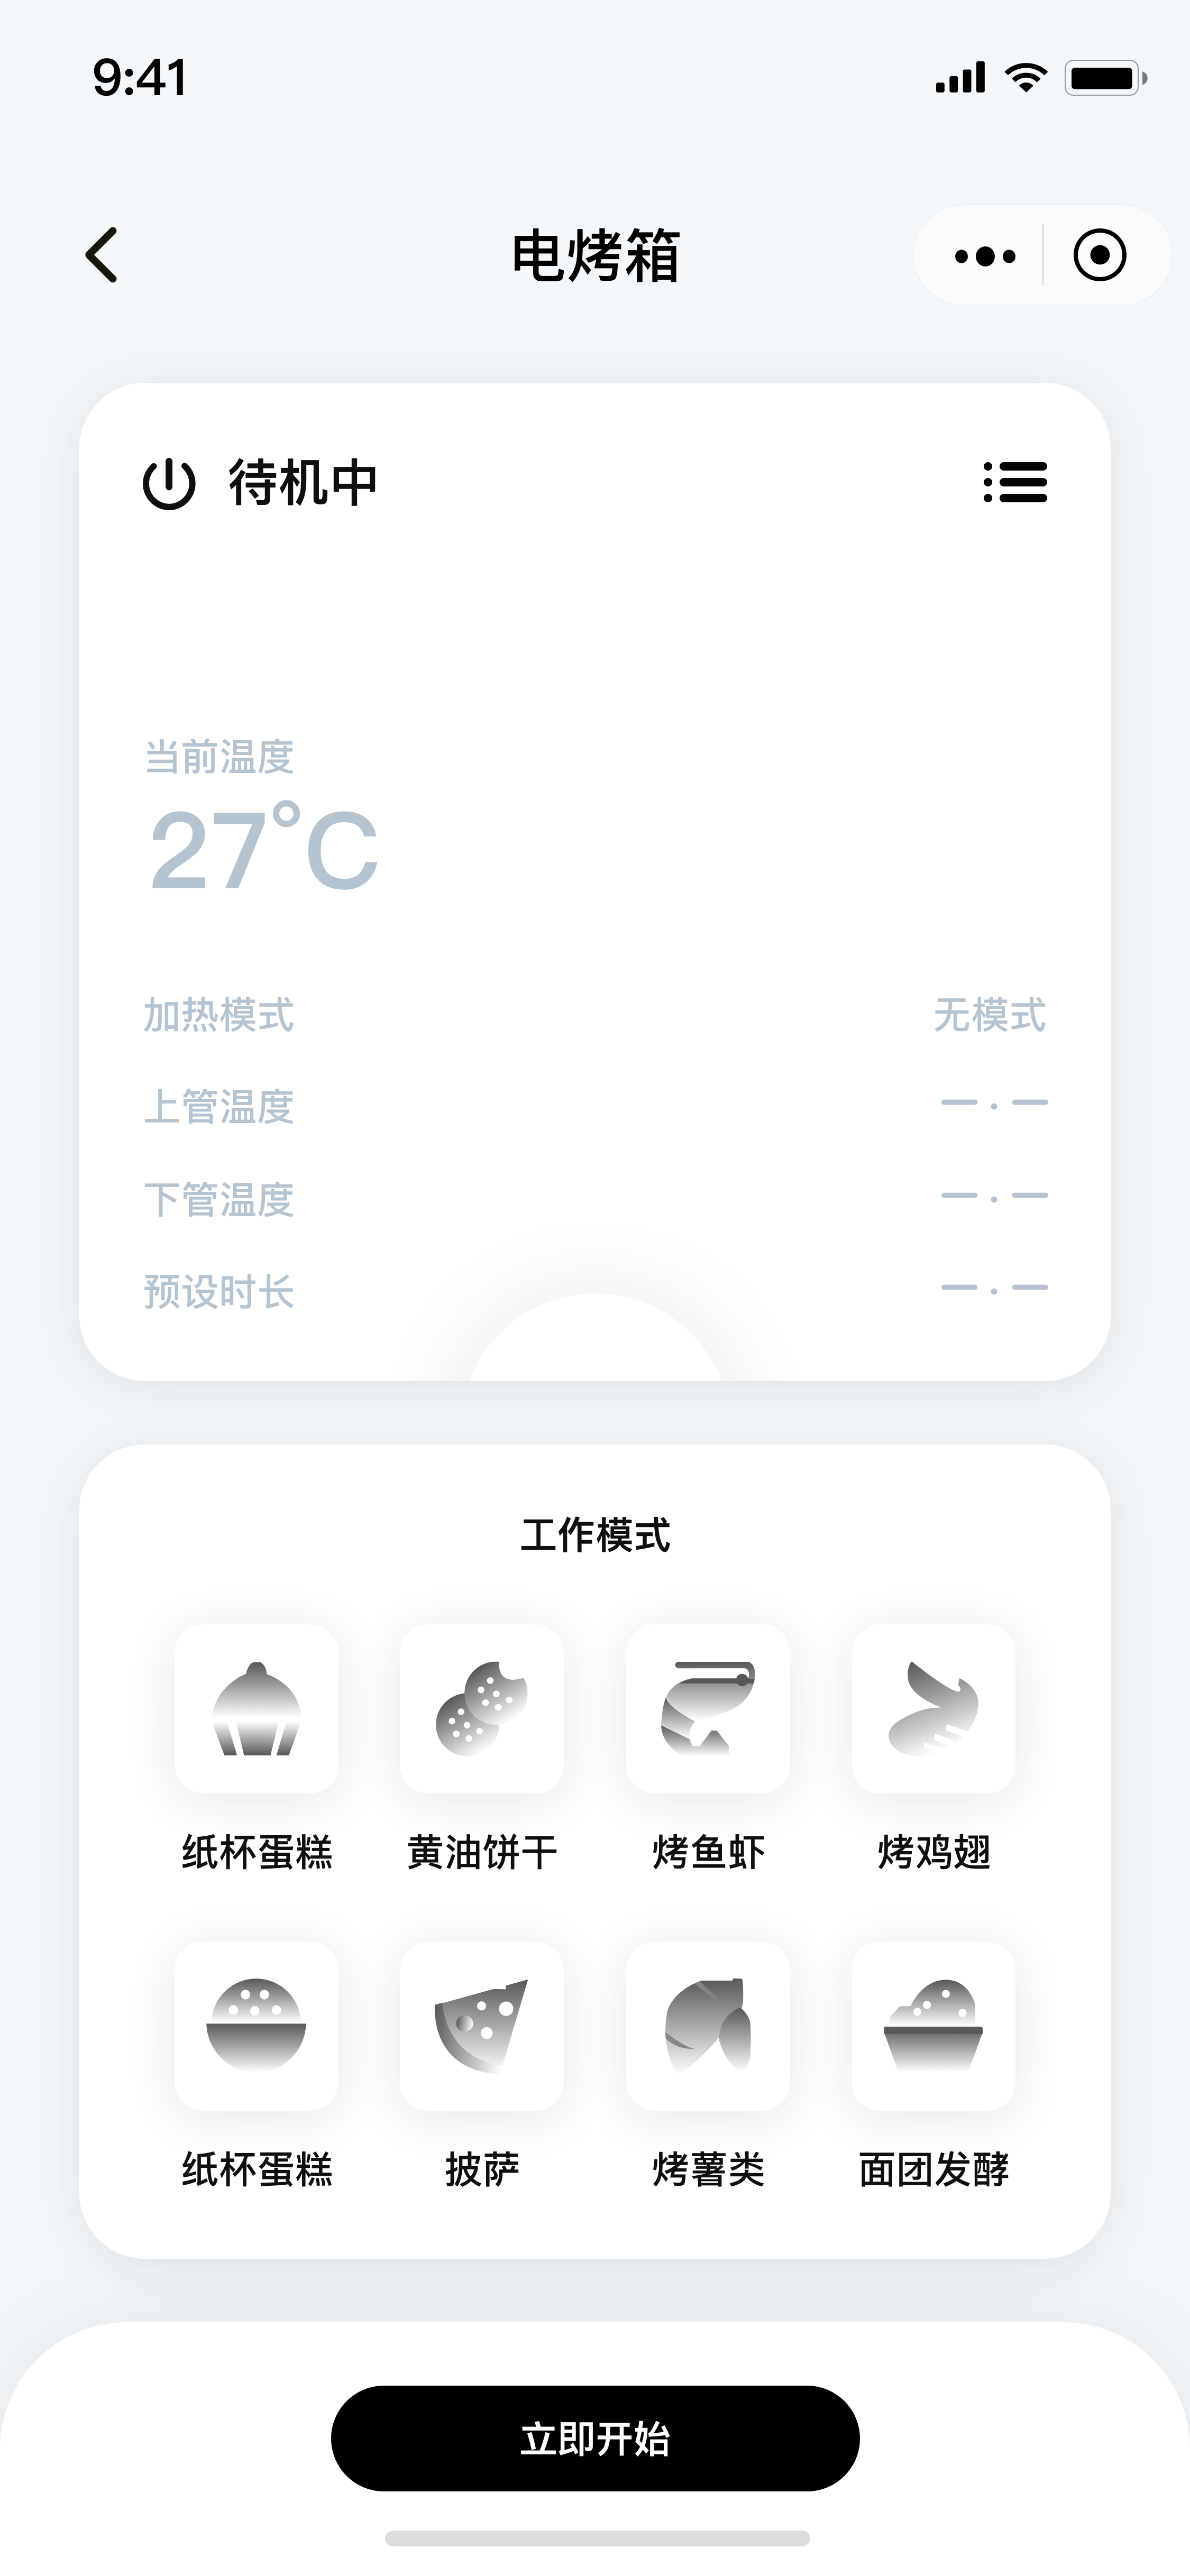 9:41
电烤箱
待机中
当前温度
27°C
加热模式 无模式
上管温度 — . —
下管温度 — . —
预设时长 — . —
工作模式
纸杯蛋糕 黄油饼干 烤鱼虾 烤鸡翅
纸杯蛋糕 披萨 烤薯类 面团发酵
立即开始